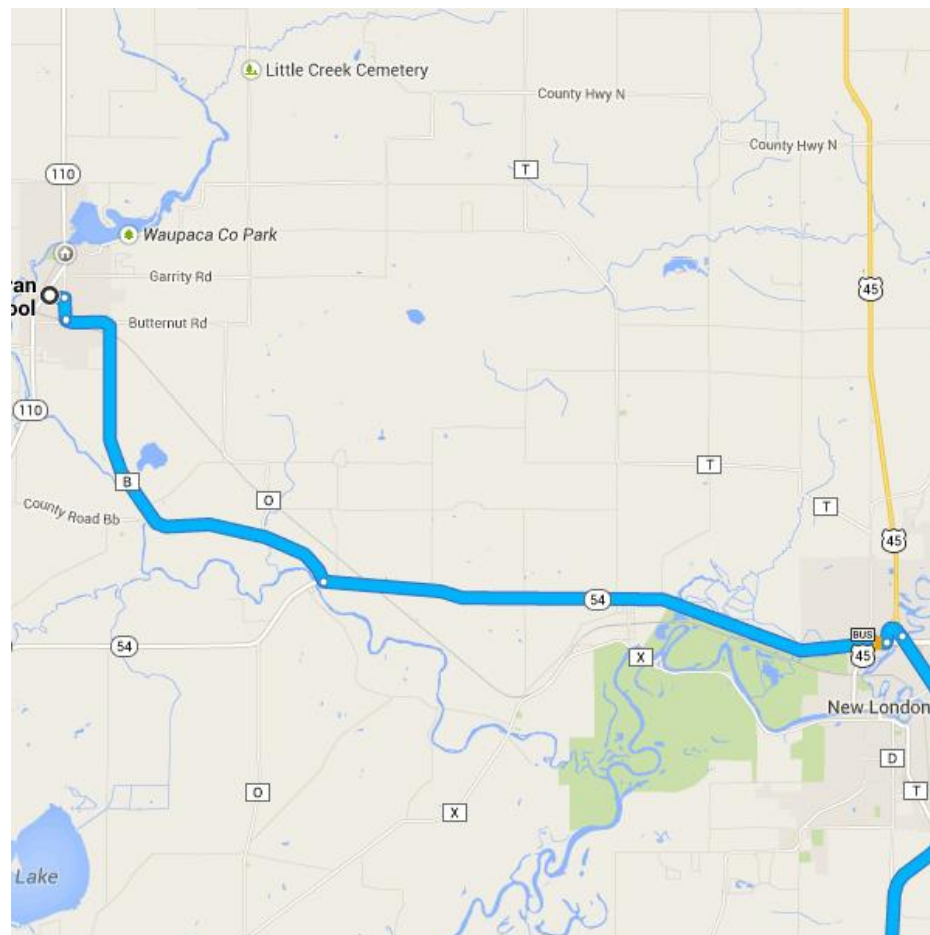 Little Creek Cemetery
County Hwy N
County Hwy N
T
110
Waupaca Co Park
Garrity Rd
45
ran
ool
Butternut Rd
110
T
B
O
T
County Road Bb
45
54
54
BUS
45
X
New London
D
O
T
X
Lake